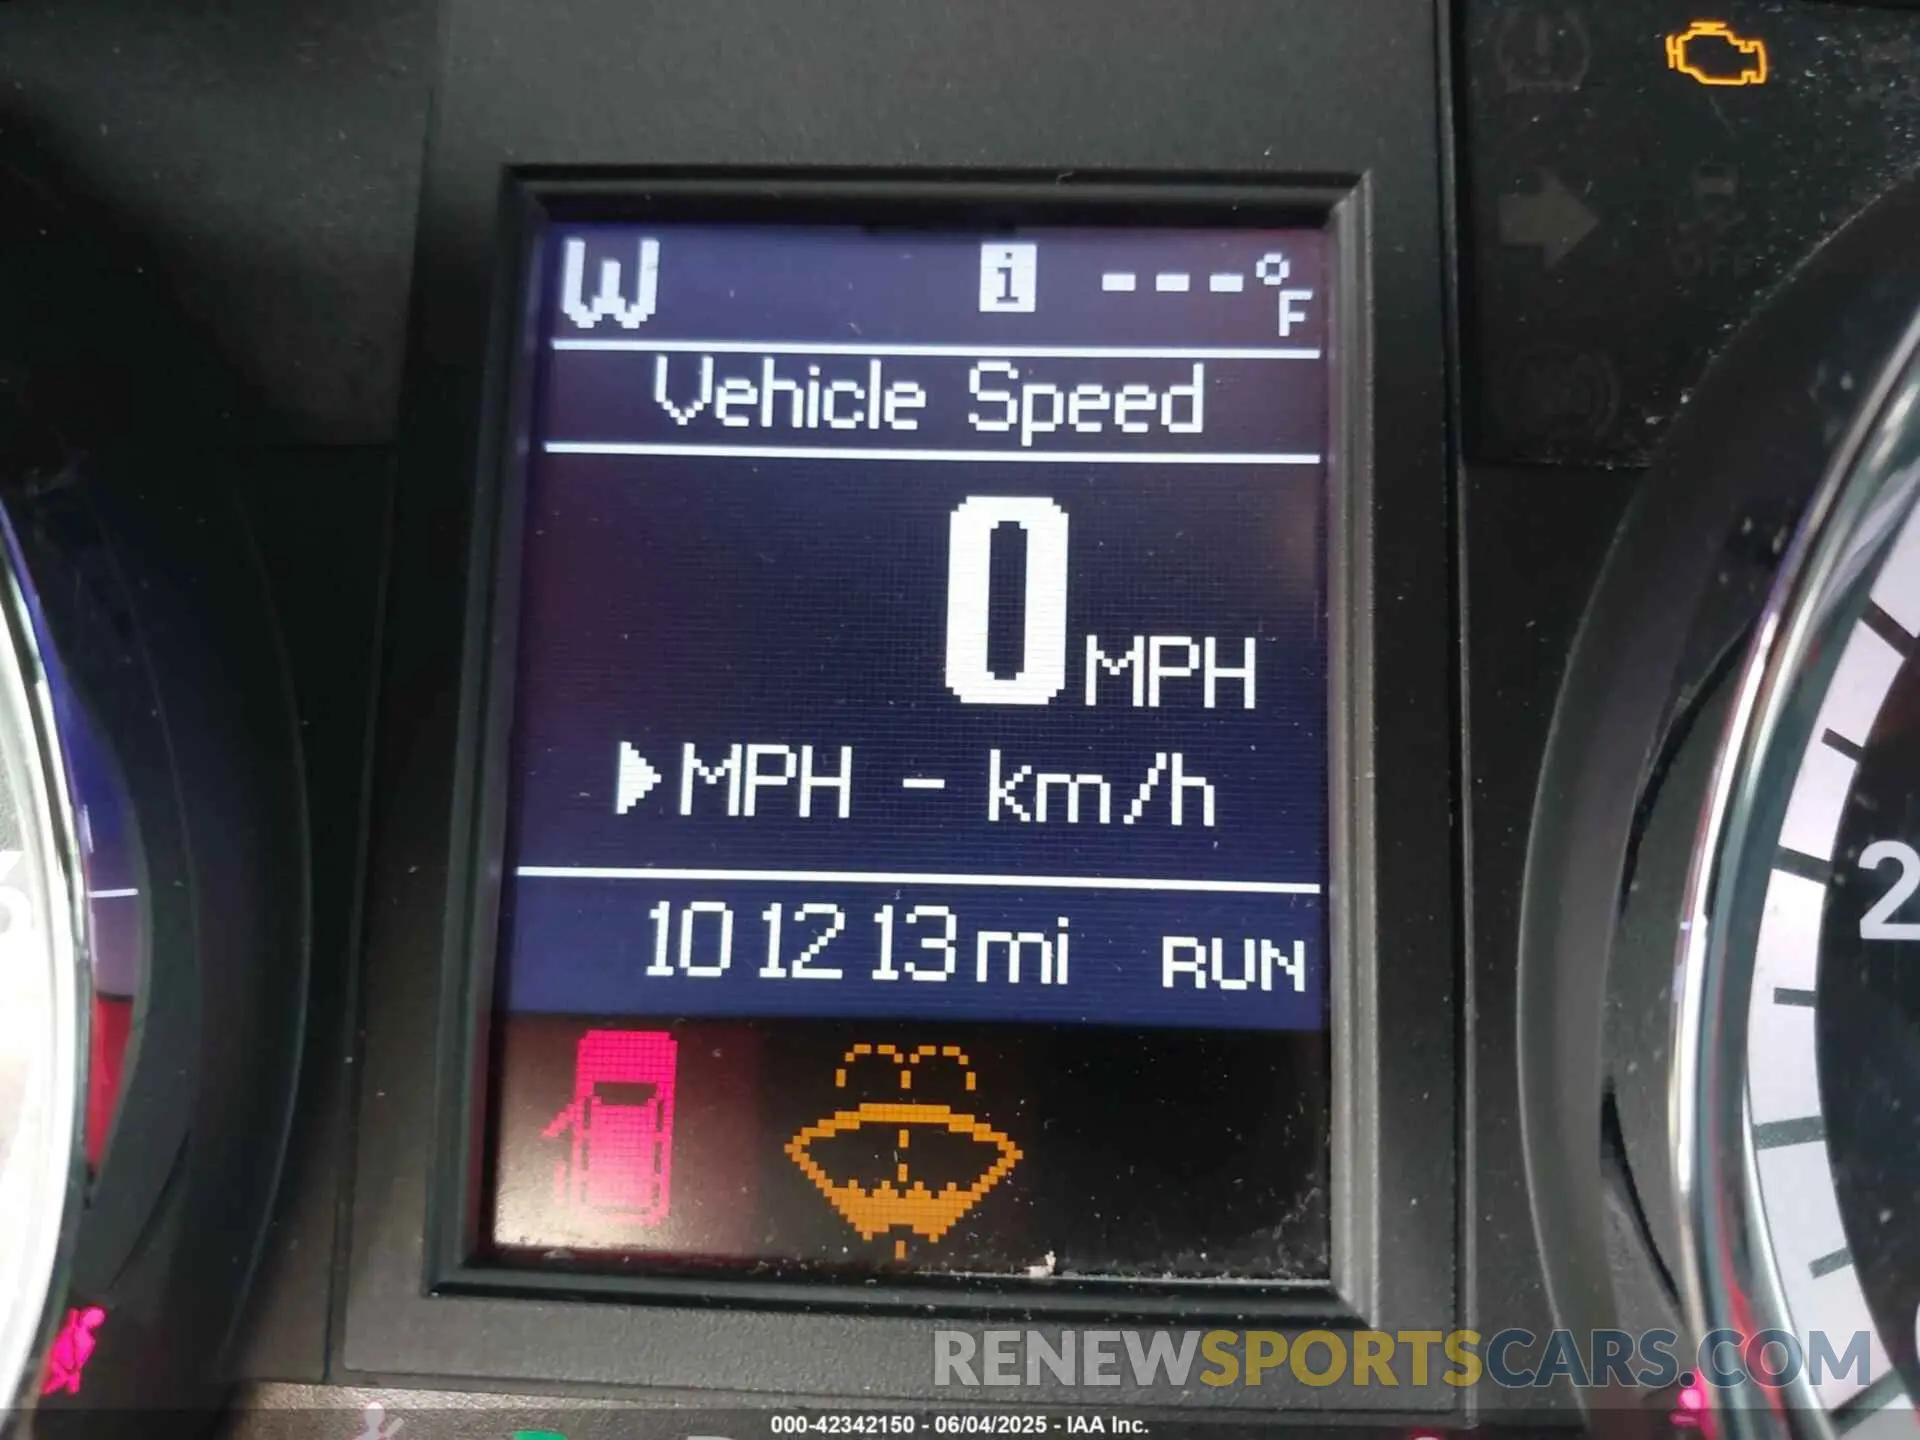 W i ---°F
Vehicle Speed
0 MPH
MPH - km/h
101213 mi RUN
2
RENEWSPORTSCARS.COM
000-42342150 - 06/04/2025 - IAA Inc.